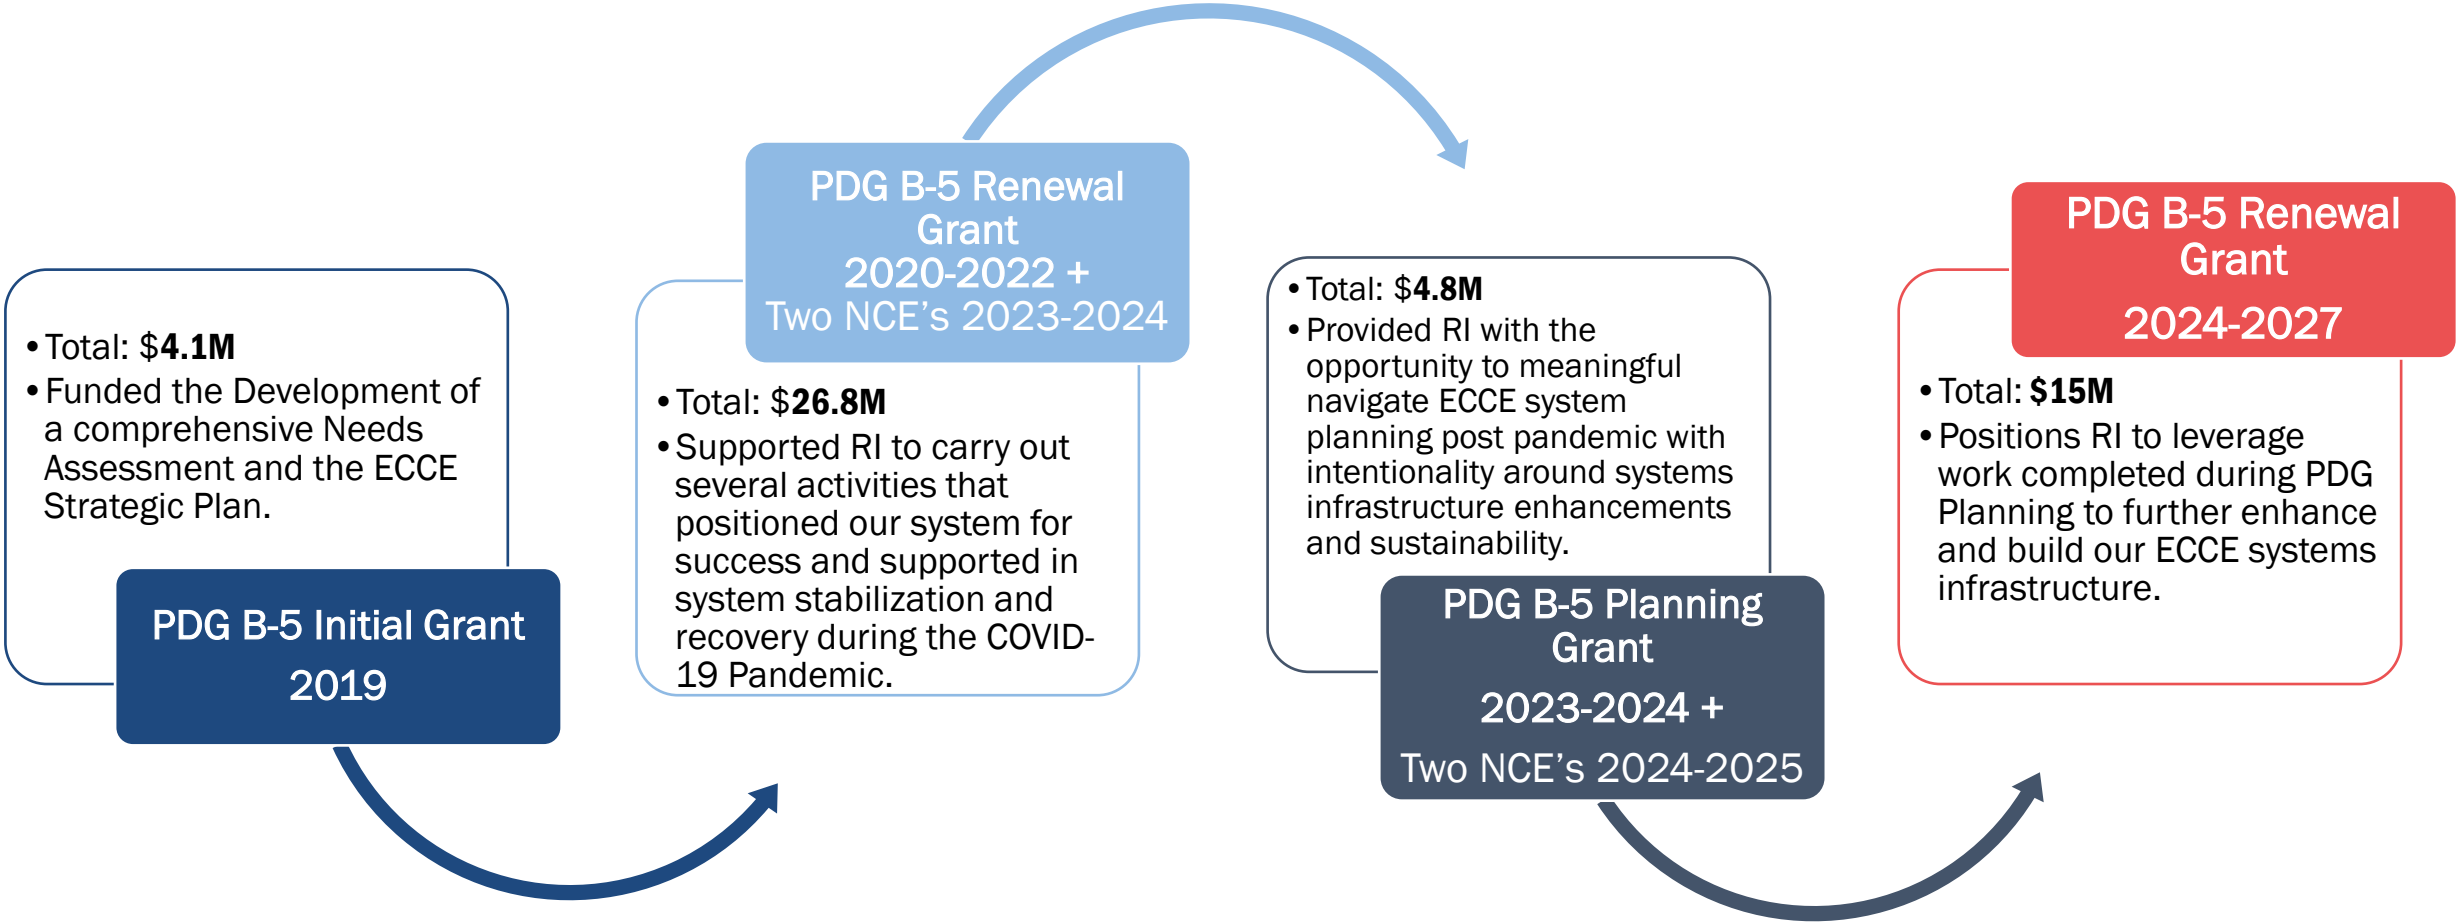 • Total: $4.1M
• Funded the Development of
a comprehensive Needs
Assessment and the ECCE
Strategic Plan.
PDG B-5 Initial Grant
2019
PDG B-5 Renewal
Grant
2020-2022 +
Two NCE’s 2023-2024
• Total: $26.8M
• Supported RI to carry out
several activities that
positioned our system for
success and supported in
system stabilization and
recovery during the COVID-
19 Pandemic.
• Total: $4.8M
• Provided RI with the
opportunity to meaningful
navigate ECCE system
planning post pandemic with
intentionality around systems
infrastructure enhancements
and sustainability.
PDG B-5 Planning
Grant
2023-2024 +
Two NCE’s 2024-2025
PDG B-5 Renewal
Grant
2024-2027
• Total: $15M
• Positions RI to leverage
work completed during PDG
Planning to further enhance
and build our ECCE systems
infrastructure.